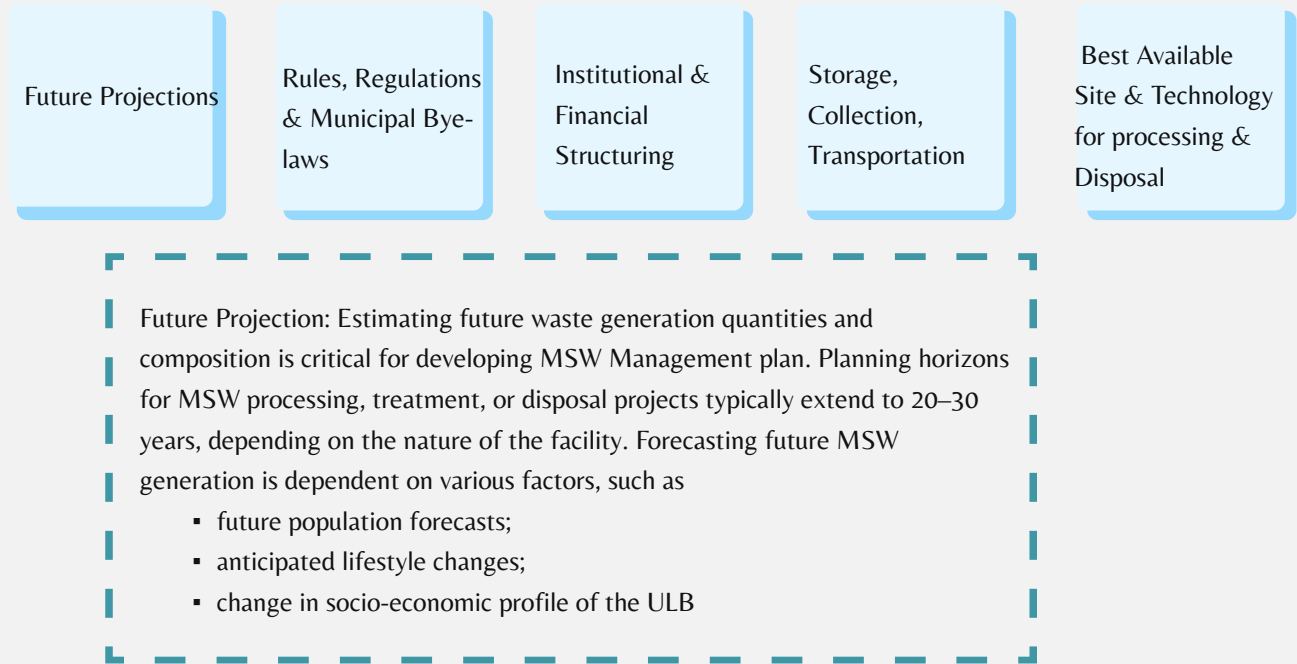 Future Projections
Rules, Regulations
& Municipal Bye-
laws
Institutional &
Financial
Structuring
Storage,
Collection,
Transportation
Best Available
Site & Technology
for processing &
Disposal
Future Projection: Estimating future waste generation quantities and
composition is critical for developing MSW Management plan. Planning horizons
for MSW processing, treatment, or disposal projects typically extend to 20–30
years, depending on the nature of the facility. Forecasting future MSW
generation is dependent on various factors, such as
▪ future population forecasts;
▪ anticipated lifestyle changes;
▪ change in socio-economic profile of the ULB